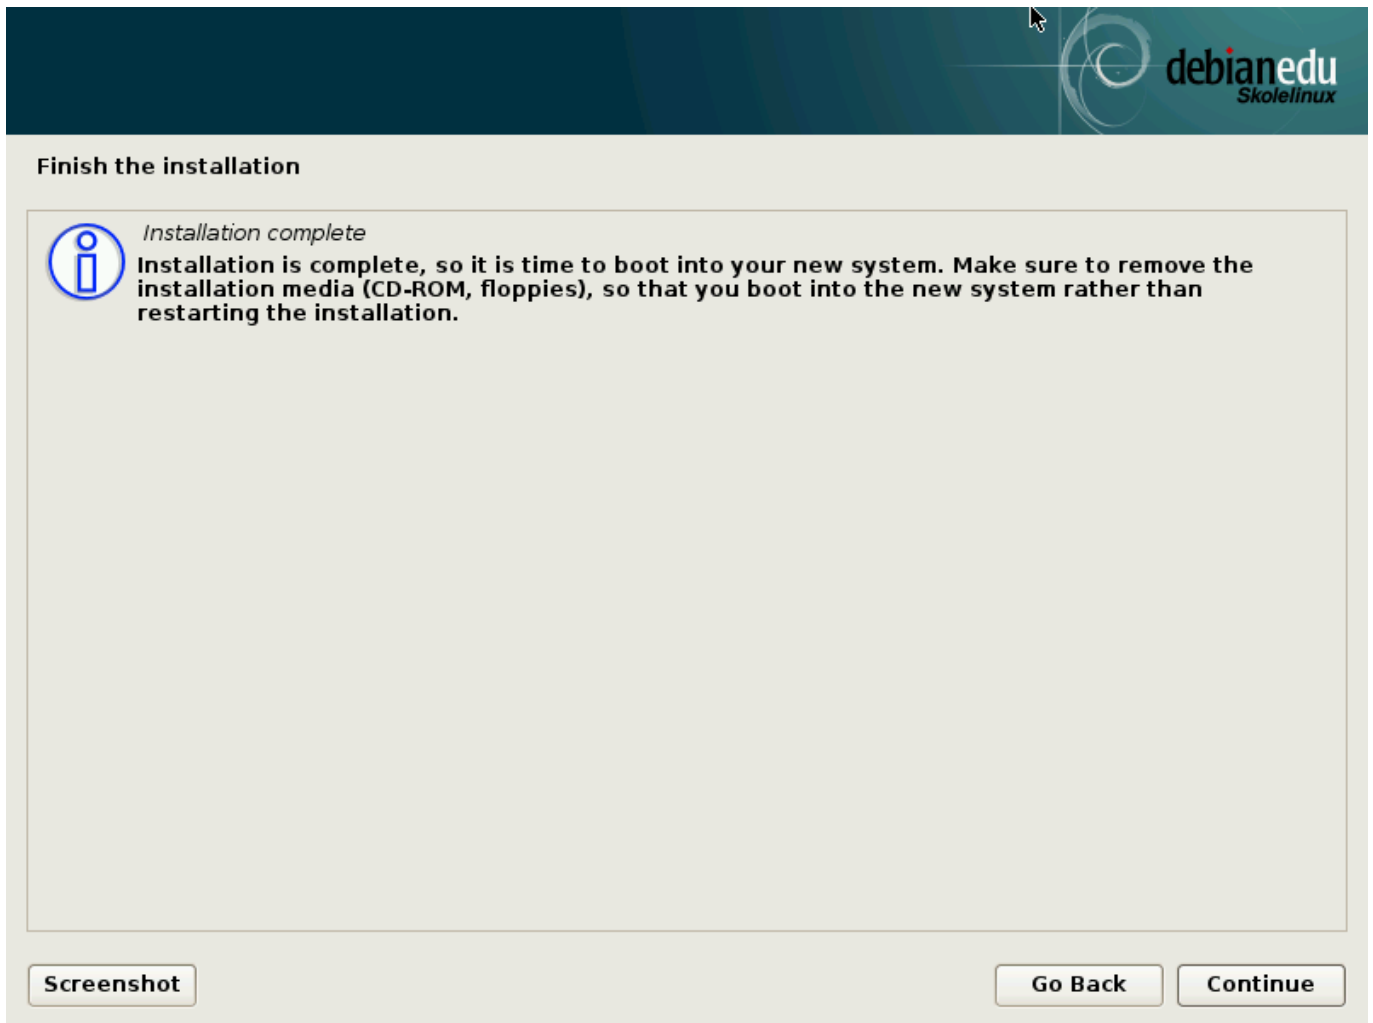 debianedu
Skolelinux
Finish the installation
Installation complete
Installation is complete, so it is time to boot into your new system. Make sure to remove the
installation media (CD-ROM, floppies), so that you boot into the new system rather than
restarting the installation.
Screenshot
Go Back
Continue